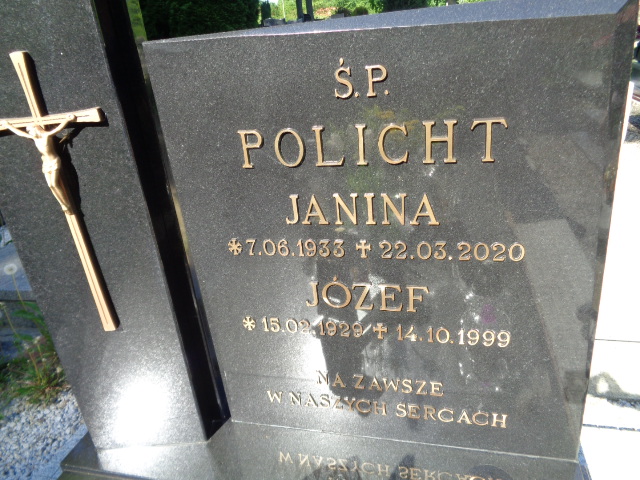 Ś.P.
POLICHT
JANINA
* 7.06.1933 ✝ 22.03.2020
JÓZEF
* 15.02.1929 ✝ 14.10.1999
NA ZAWSZE
W NASZYCH SERCACH